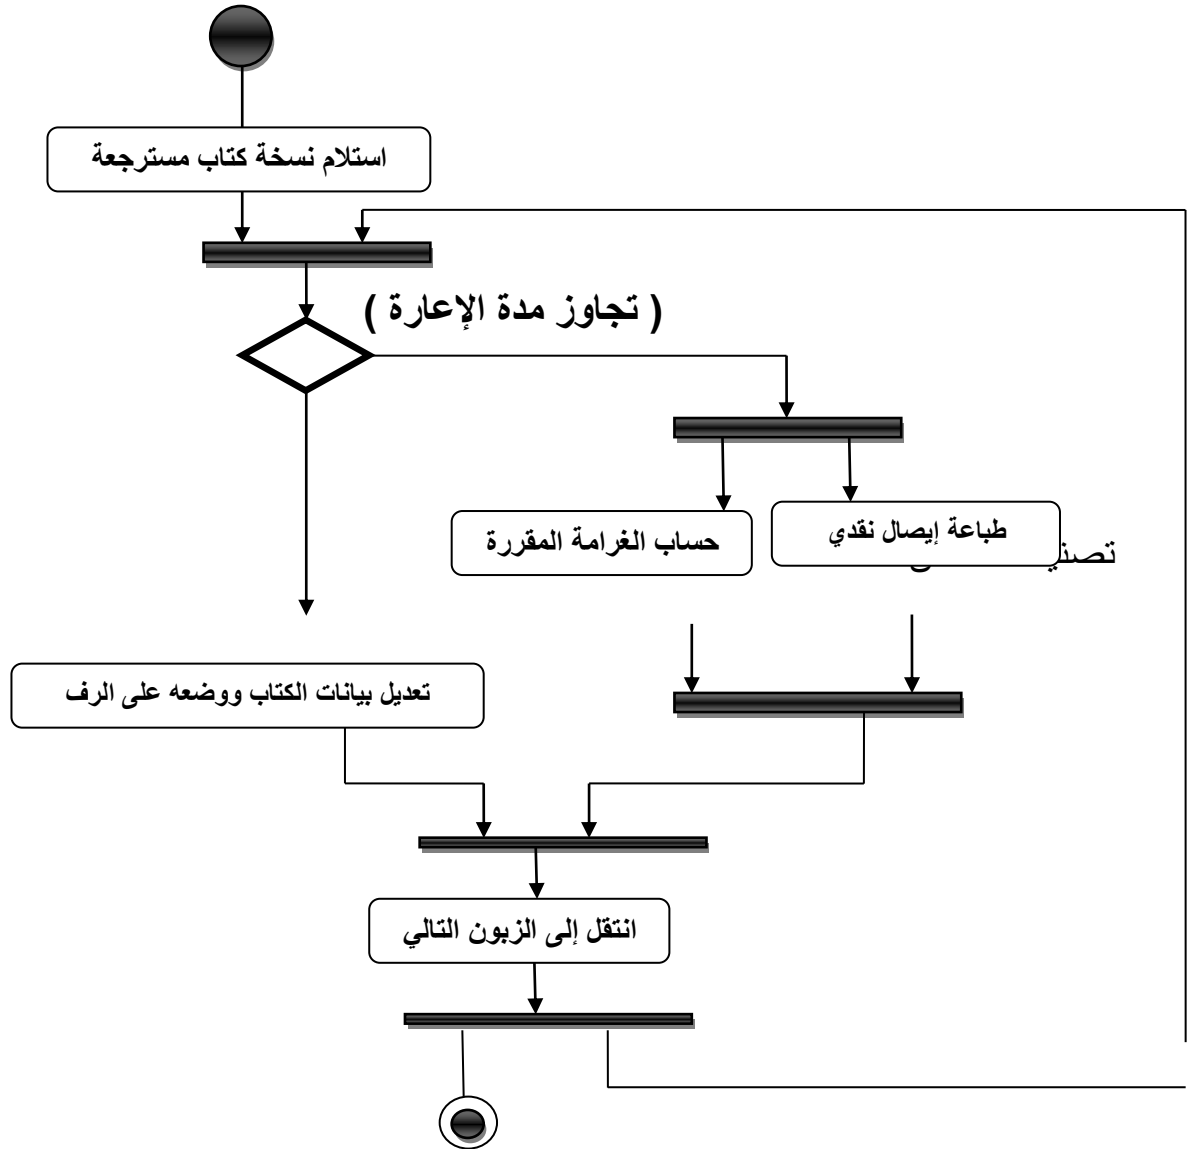 استلام نسخة كتاب مسترجعة
( تجاوز مدة الإعارة )
طباعة إيصال نقدي
حساب الغرامة المقررة
تعديل بيانات الكتاب ووضعه على الرف
انتقل إلى الزبون التالي